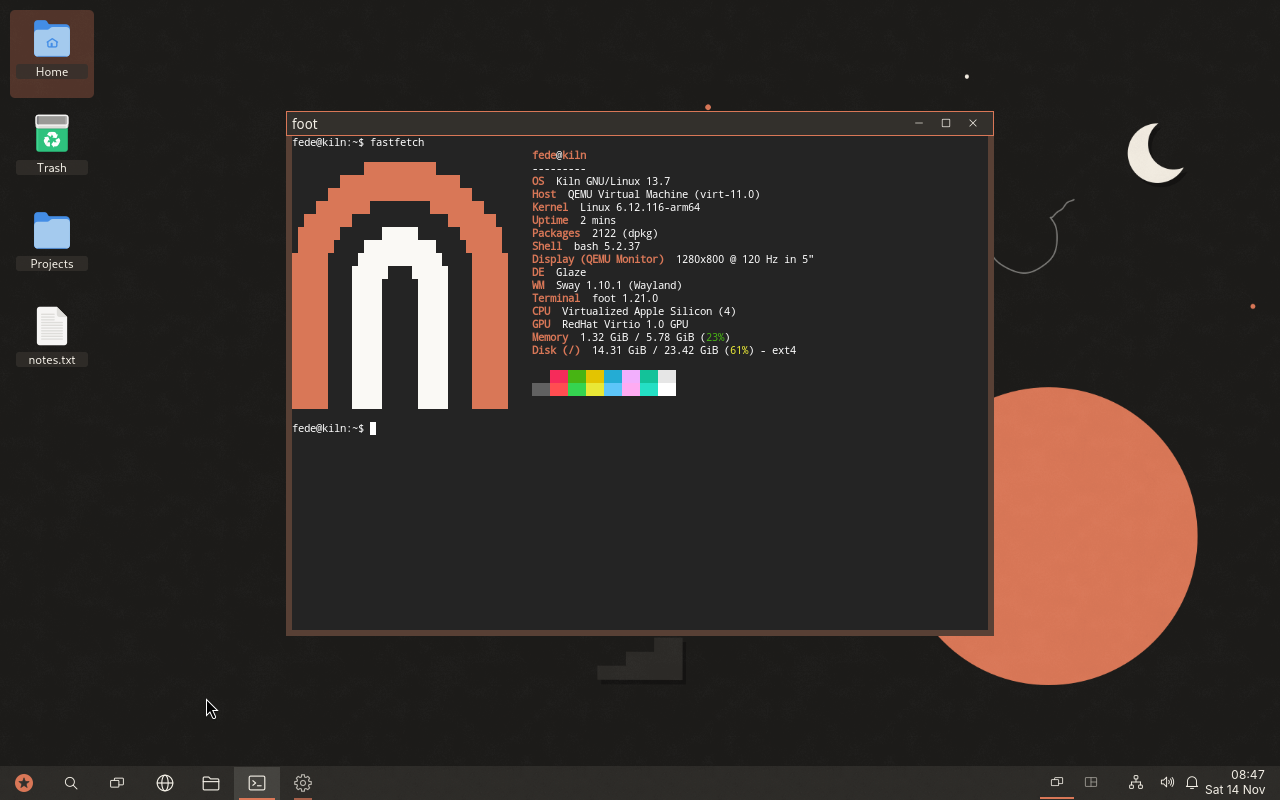 Home
Trash
Projects
notes.txt
foot
fede@kiln:~$ fastfetch
fede@kiln
---------
OS  Kiln GNU/Linux 13.7
Host  QEMU Virtual Machine (virt-11.0)
Kernel  Linux 6.12.116-arm64
Uptime  2 mins
Packages  2122 (dpkg)
Shell  bash 5.2.37
Display (QEMU Monitor)  1280x800 @ 120 Hz in 5"
DE  Glaze
WM  Sway 1.10.1 (Wayland)
Terminal  foot 1.21.0
CPU  Virtualized Apple Silicon (4)
GPU  RedHat Virtio 1.0 GPU
Memory  1.32 GiB / 5.78 GiB (23%)
Disk (/)  14.31 GiB / 23.42 GiB (61%) - ext4
fede@kiln:~$
08:47
Sat 14 Nov